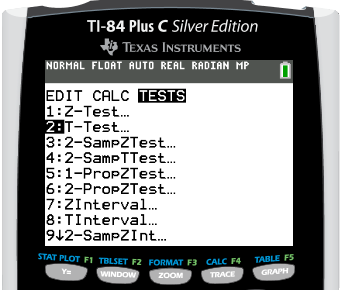 TI-84 Plus C Silver Edition
TEXAS INSTRUMENTS
NORMAL FLOAT AUTO REAL RADIAN MP
EDIT CALC TESTS
1:Z-Test…
2:T-Test…
3:2-SampZTest…
4:2-SampTTest…
5:1-PropZTest…
6:2-PropZTest…
7:ZInterval…
8:TInterval…
9↓2-SampZInt…
STAT PLOT F1 TBLSET F2 FORMAT F3 CALC F4 TABLE F5
Y= WINDOW ZOOM TRACE GRAPH